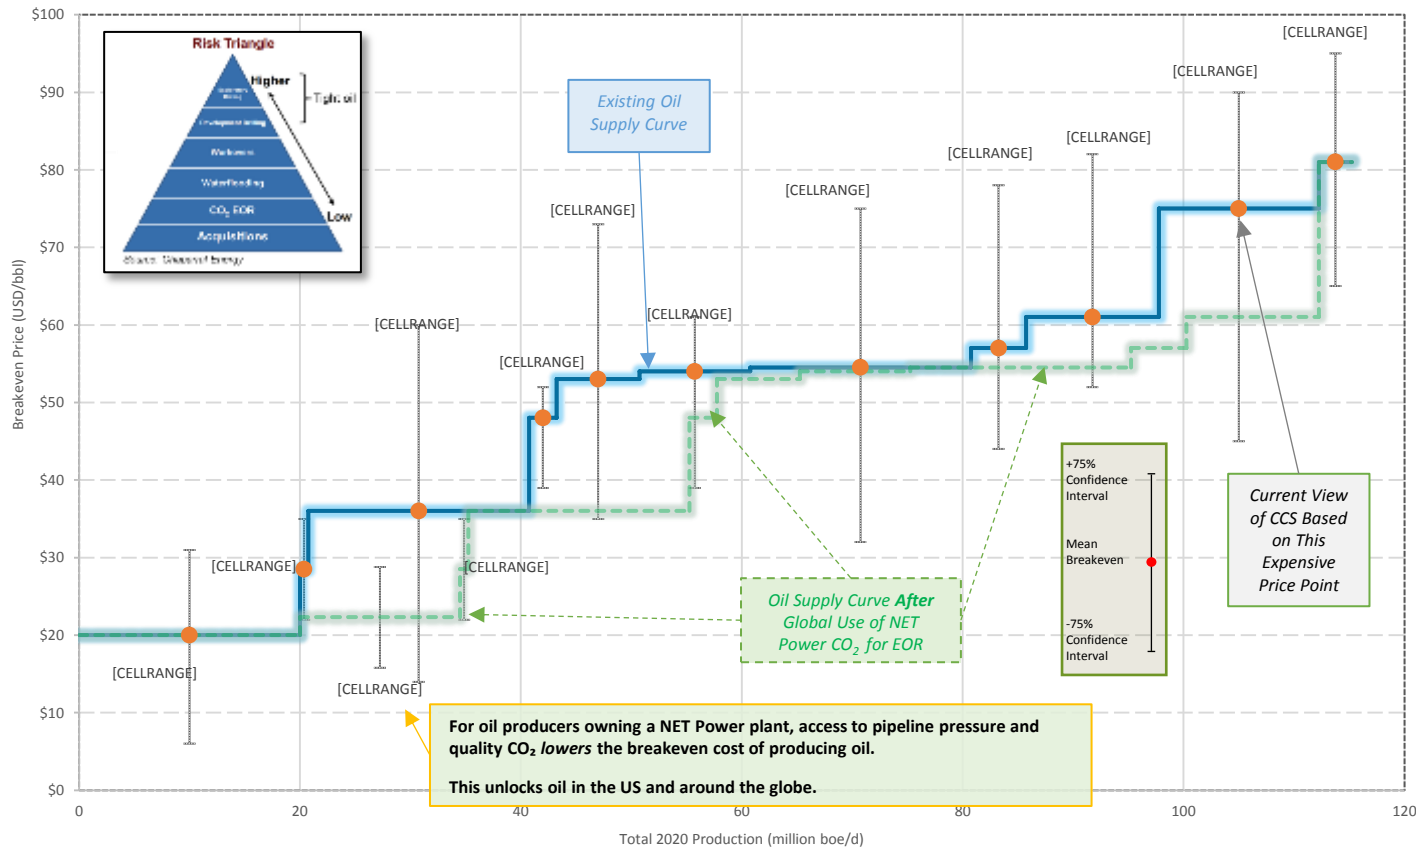 $100
$90
$80
$70
$60
$50
$40
$30
$20
$10
$0
Breakeven Price (USD/bbl)
Risk Triangle
Higher
Tight oil
Development Drilling
Workovers
Waterflooding
CO₂ EOR
Low
Acquisitions
Source: Chaparral Energy
Existing Oil
Supply Curve
[CELLRANGE]
[CELLRANGE]
[CELLRANGE]
[CELLRANGE]
[CELLRANGE]
[CELLRANGE]
[CELLRANGE]
[CELLRANGE]
[CELLRANGE]
[CELLRANGE]
[CELLRANGE]
[CELLRANGE]
[CELLRANGE]
+75%
Confidence
Interval
Mean
Breakeven
-75%
Confidence
Interval
Current View
of CCS Based
on This
Expensive
Price Point
Oil Supply Curve After
Global Use of NET
Power CO₂ for EOR
For oil producers owning a NET Power plant, access to pipeline pressure and
quality CO₂ lowers the breakeven cost of producing oil.
This unlocks oil in the US and around the globe.
0
20
40
60
80
100
120
Total 2020 Production (million boe/d)